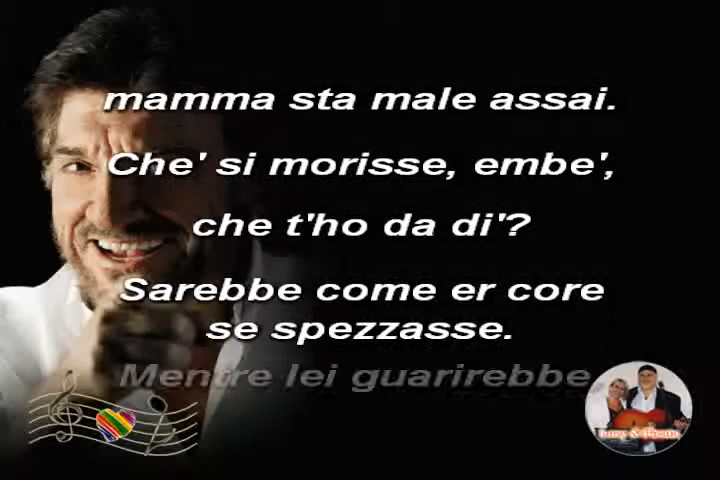 mamma sta male assai.
Che' si morisse, embe',
che t'ho da di'?
Sarebbe come er core
se spezzasse.
Mentre lei guarirebbe,